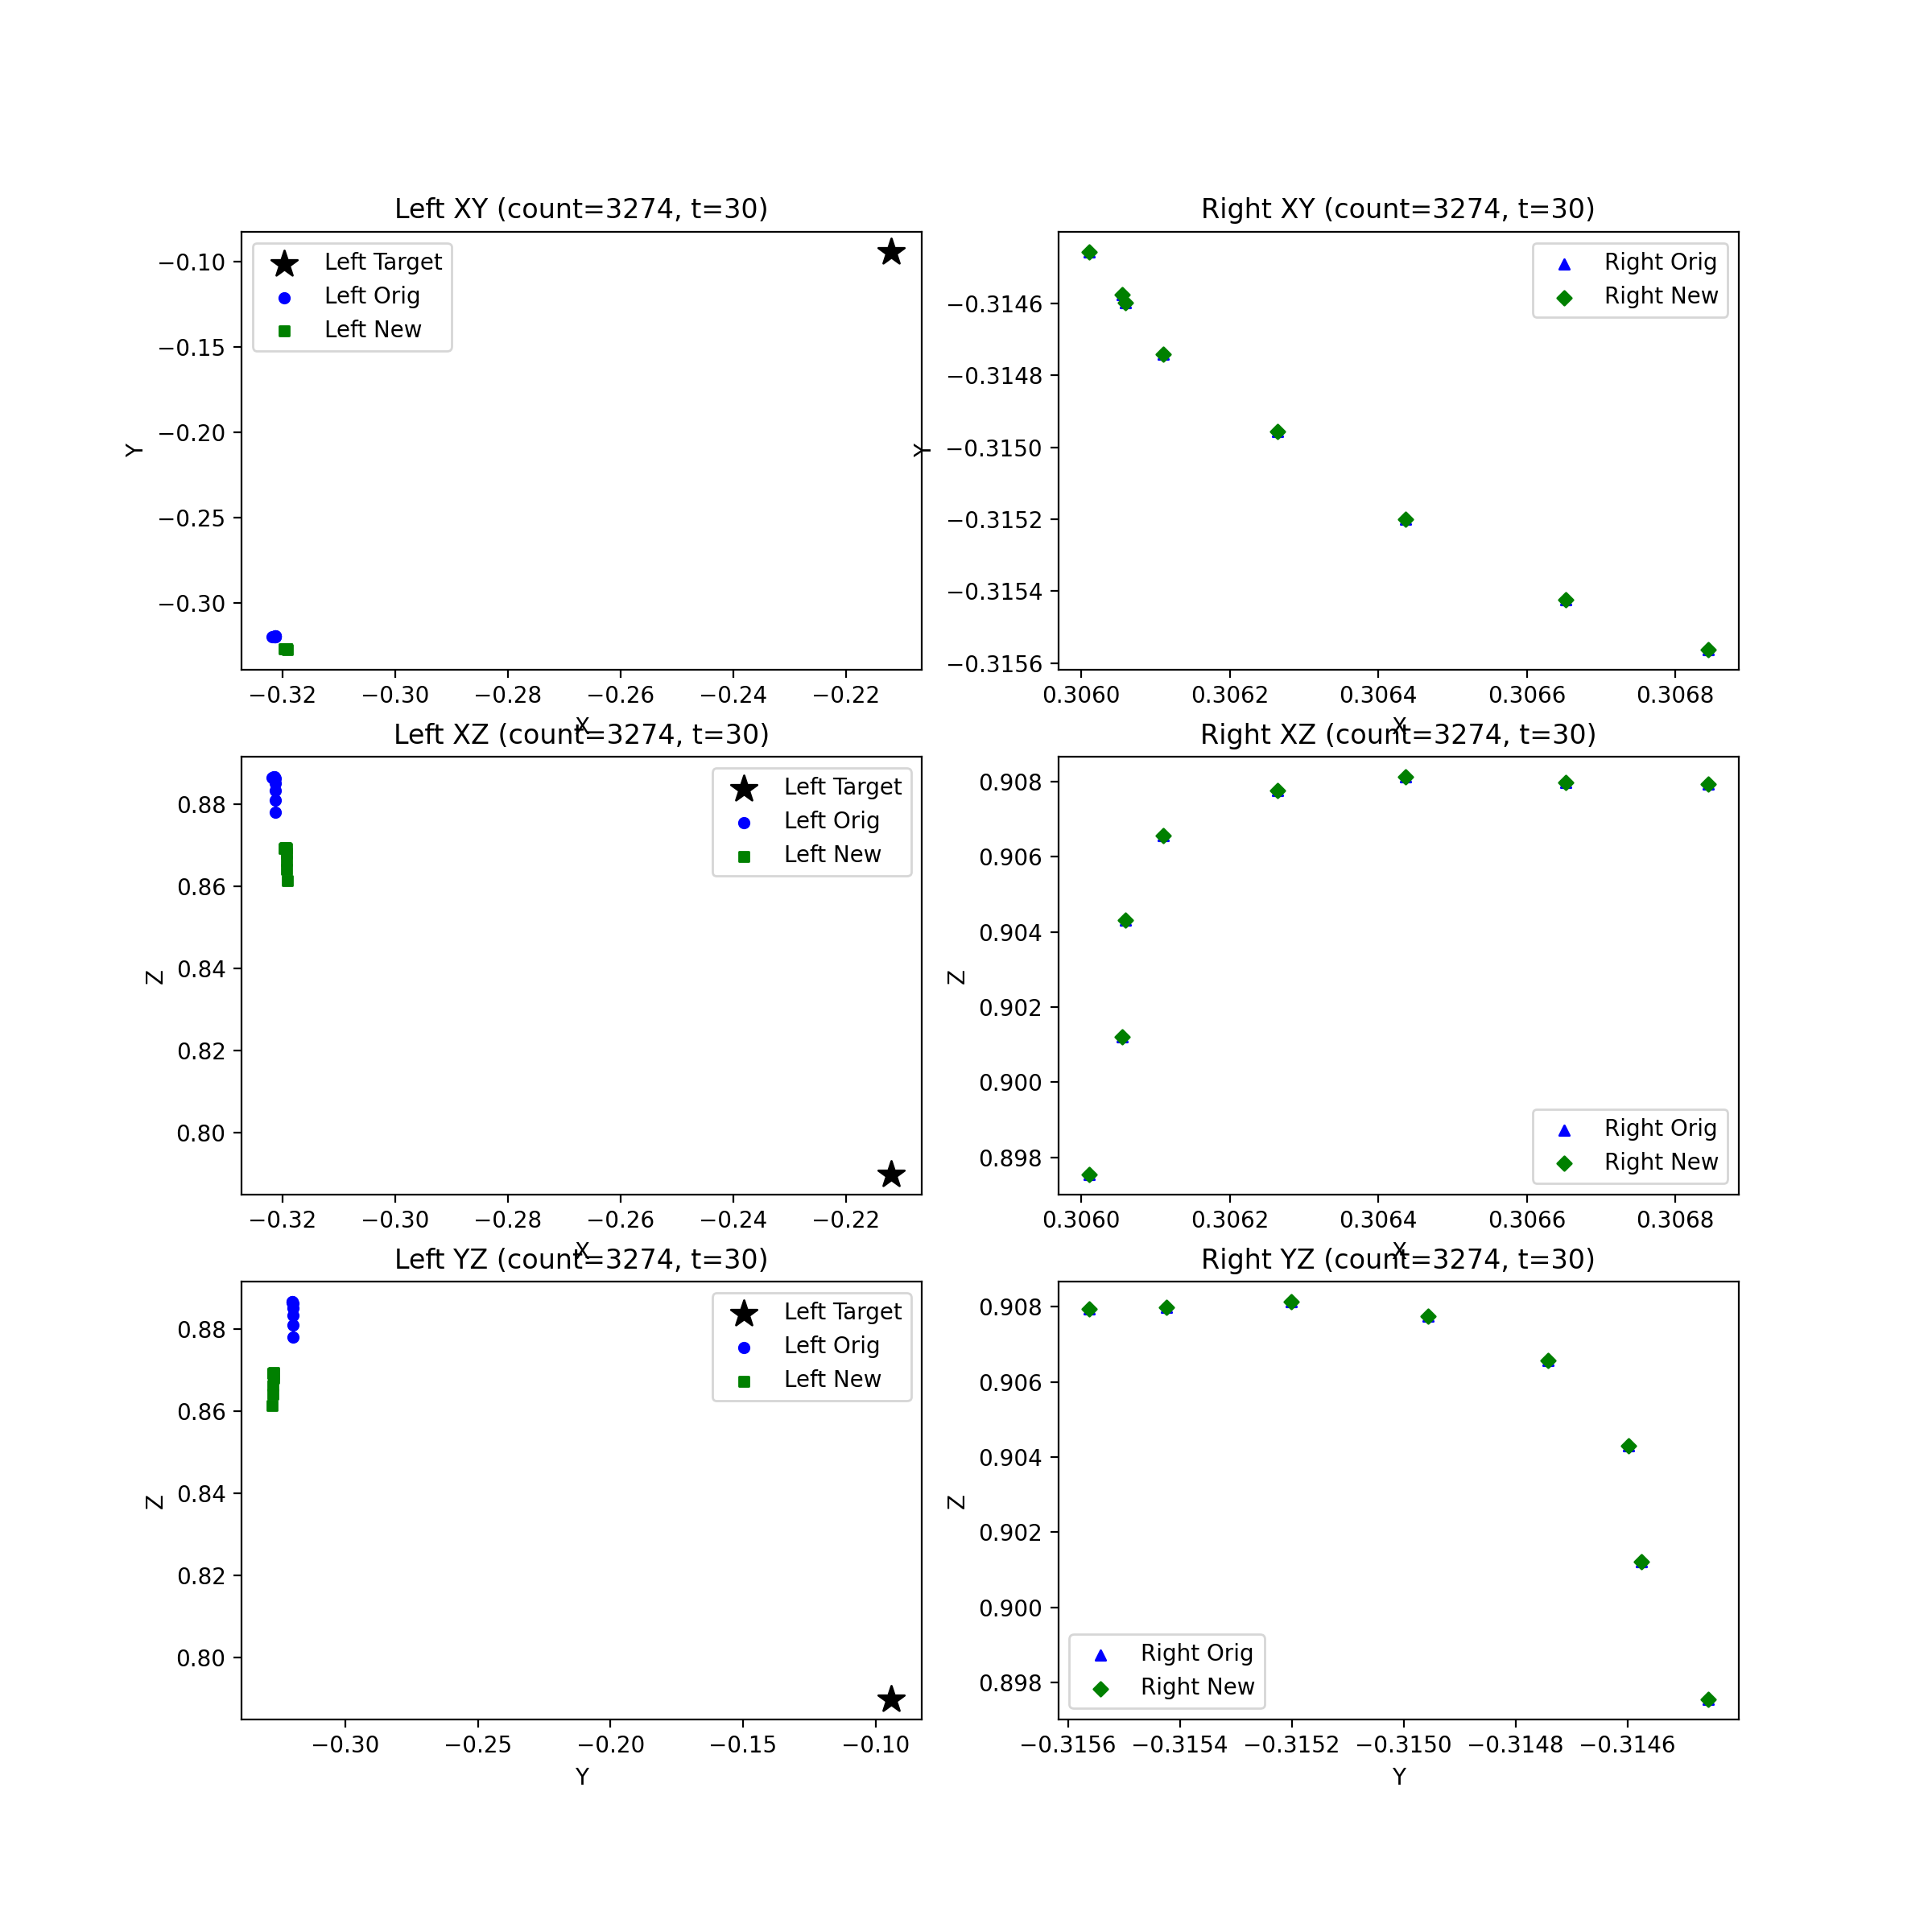 Left XY (count=3274, t=30)
Left Target
Left Orig
Left New
Y
−0.10
−0.15
−0.20
−0.25
−0.30
−0.32 −0.30 −0.28 −0.26 −0.24 −0.22
X
Right XY (count=3274, t=30)
Right Orig
Right New
Y
−0.3146
−0.3148
−0.3150
−0.3152
−0.3154
−0.3156
0.3060 0.3062 0.3064 0.3066 0.3068
X
Left XZ (count=3274, t=30)
Left Target
Left Orig
Left New
Z
0.88
0.86
0.84
0.82
0.80
−0.32 −0.30 −0.28 −0.26 −0.24 −0.22
X
Right XZ (count=3274, t=30)
Right Orig
Right New
Z
0.908
0.906
0.904
0.902
0.900
0.898
0.3060 0.3062 0.3064 0.3066 0.3068
X
Left YZ (count=3274, t=30)
Left Target
Left Orig
Left New
Z
0.88
0.86
0.84
0.82
0.80
−0.30 −0.25 −0.20 −0.15 −0.10
Y
Right YZ (count=3274, t=30)
Right Orig
Right New
Z
0.908
0.906
0.904
0.902
0.900
0.898
−0.3156 −0.3154 −0.3152 −0.3150 −0.3148 −0.3146
Y